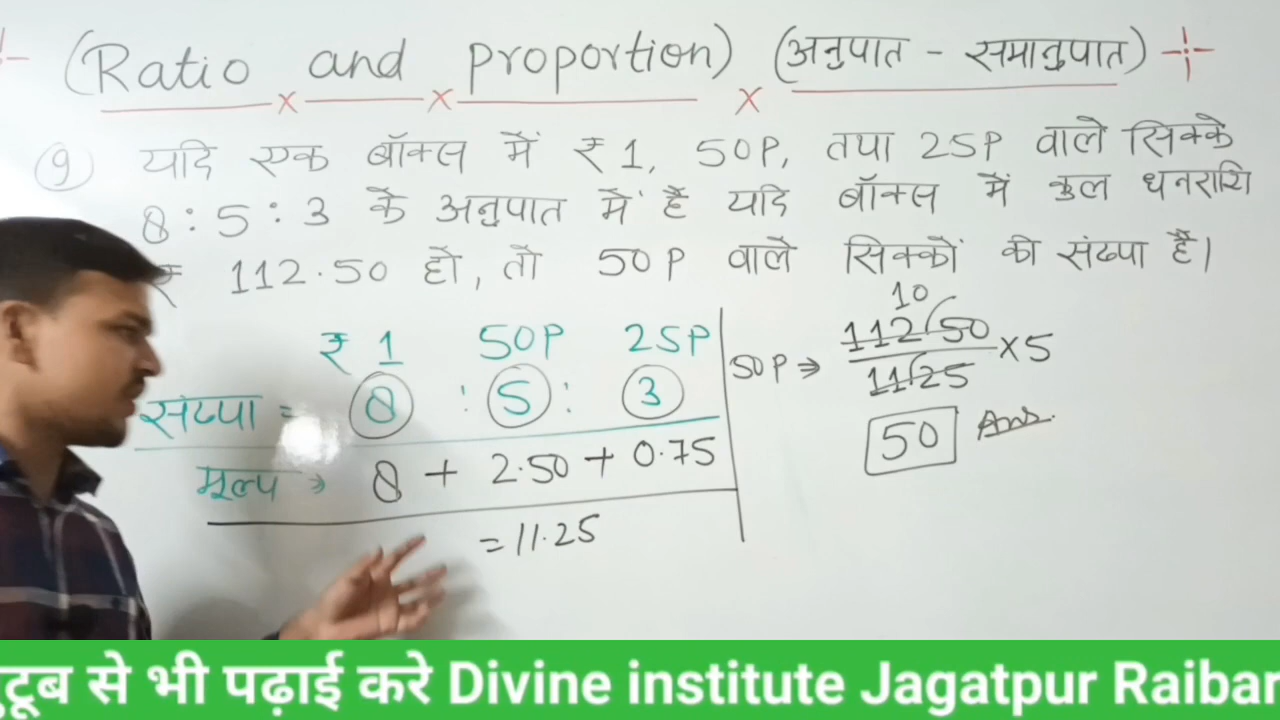 (Ratio and proportion) (अनुपात - समानुपात)
9 यदि एक बॉक्स में ₹ 1, 50P, तथा 25P वाले सिक्के
8 : 5 : 3 के अनुपात में हैं यदि बॉक्स में कुल धनराशि
₹ 112.50 हो, तो 50P वाले सिक्कों की संख्या है।
₹ 1 50P 25P
संख्या = 8 : 5 : 3
मूल्य ⇒ 8 + 2.50 + 0.75
= 11.25
10
50P ⇒ 112.50 / 11.25 × 5
50 Ans.
टूब से भी पढ़ाई करे Divine institute Jagatpur Raibar